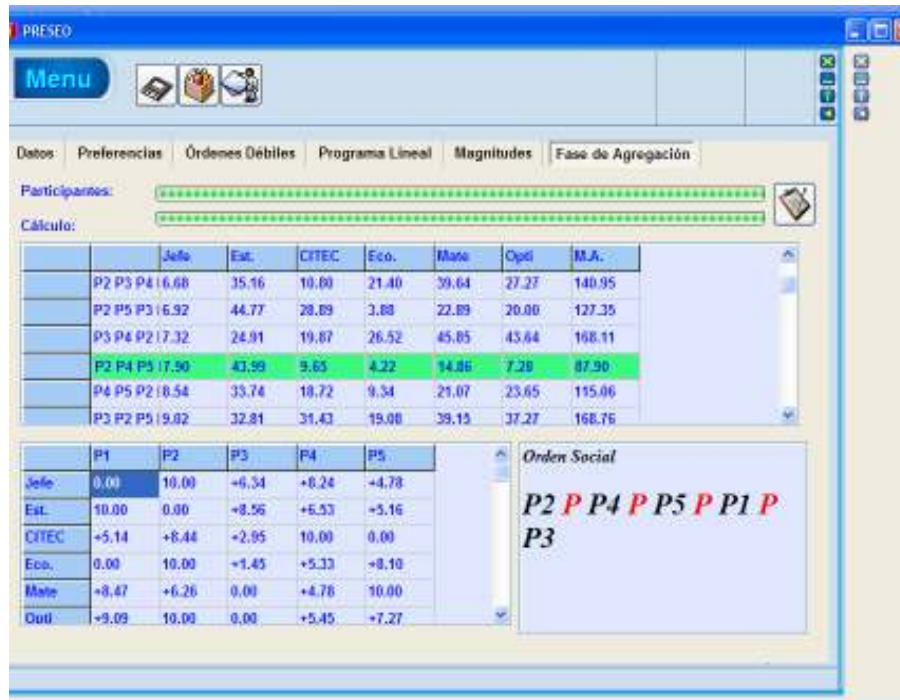 PRESEO
Menu
Datos Preferencias Órdenes Débiles Programa Lineal Magnitudes Fase de Agregación
Participantes:
Cálculo:
Jefe Est. CITEC Eco. Mate Opti M.A.
P2 P3 P4 6.68 35.16 10.80 21.40 39.64 27.27 140.95
P2 P5 P3 6.92 44.77 28.89 3.88 22.89 20.00 127.35
P3 P4 P2 7.32 24.91 19.87 26.52 45.85 43.64 168.11
P2 P4 P5 7.90 43.99 9.65 4.22 14.86 7.28 87.90
P4 P5 P2 8.54 33.74 18.72 9.34 21.07 23.65 115.06
P3 P2 P5 9.02 32.81 31.43 19.08 39.15 37.27 168.76
P1 P2 P3 P4 P5
Jefe 0.00 10.00 +6.34 +8.24 +4.78
Est. 10.00 0.00 +8.56 +6.53 +5.16
CITEC +5.14 +8.44 +2.95 10.00 0.00
Eco. 0.00 10.00 +1.45 +5.33 +8.10
Mate +8.47 +6.26 0.00 +4.78 10.00
Opti +9.09 10.00 0.00 +5.45 +7.27
Orden Social
P2 P P4 P P5 P P1 P
P3